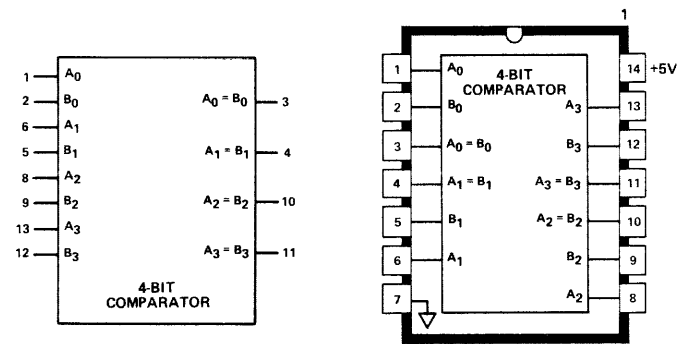 1 A₀
2 B₀ A₀ = B₀ 3
6 A₁
5 B₁ A₁ = B₁ 4
8 A₂
9 B₂ A₂ = B₂ 10
13 A₃
12 B₃ A₃ = B₃ 11
4-BIT
COMPARATOR
1
1 A₀ 4-BIT 14 +5V
COMPARATOR
2 B₀ A₃ 13
3 A₀ = B₀ B₃ 12
4 A₁ = B₁ A₃ = B₃ 11
5 B₁ A₂ = B₂ 10
6 A₁ B₂ 9
7 A₂ 8